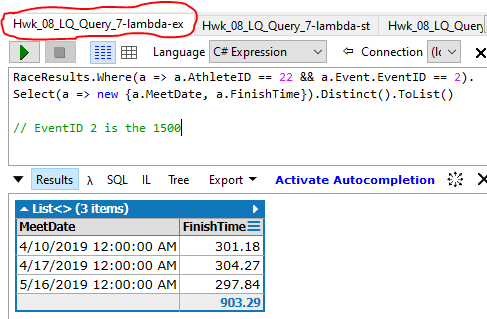 Hwk_08_LQ_Query_7-lambda-ex Hwk_08_LQ_Query_7-lambda-st Hwk_08_LQ_
Language C# Expression Connection (lo
RaceResults.Where(a => a.AthleteID == 22 && a.Event.EventID == 2).
Select(a => new {a.MeetDate, a.FinishTime}).Distinct().ToList()
// EventID 2 is the 1500
Results λ SQL IL Tree Export Activate Autocompletion
List<> (3 items)
MeetDate FinishTime
4/10/2019 12:00:00 AM 301.18
4/17/2019 12:00:00 AM 304.27
5/16/2019 12:00:00 AM 297.84
903.29